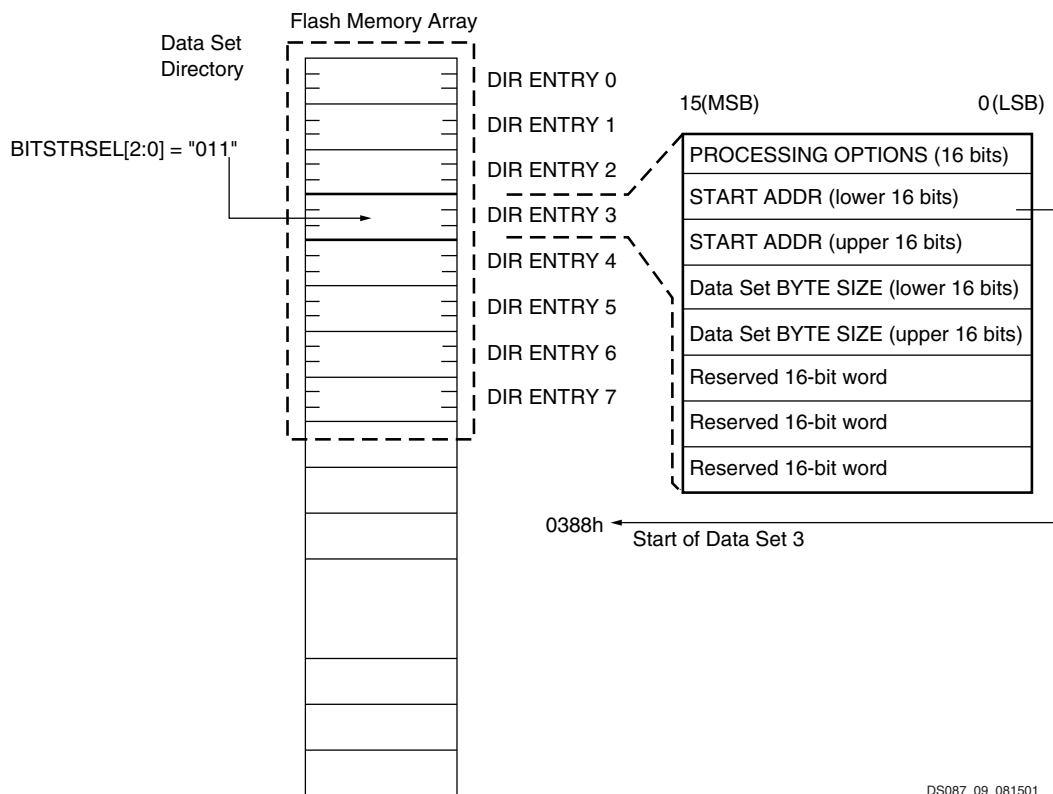 Flash Memory Array
Data Set
Directory
DIR ENTRY 0
DIR ENTRY 1
DIR ENTRY 2
DIR ENTRY 3
DIR ENTRY 4
DIR ENTRY 5
DIR ENTRY 6
DIR ENTRY 7
BITSTRSEL[2:0] = "011"
15(MSB) 0(LSB)
PROCESSING OPTIONS (16 bits)
START ADDR (lower 16 bits)
START ADDR (upper 16 bits)
Data Set BYTE SIZE (lower 16 bits)
Data Set BYTE SIZE (upper 16 bits)
Reserved 16-bit word
Reserved 16-bit word
Reserved 16-bit word
0388h
Start of Data Set 3
DS087_09_081501